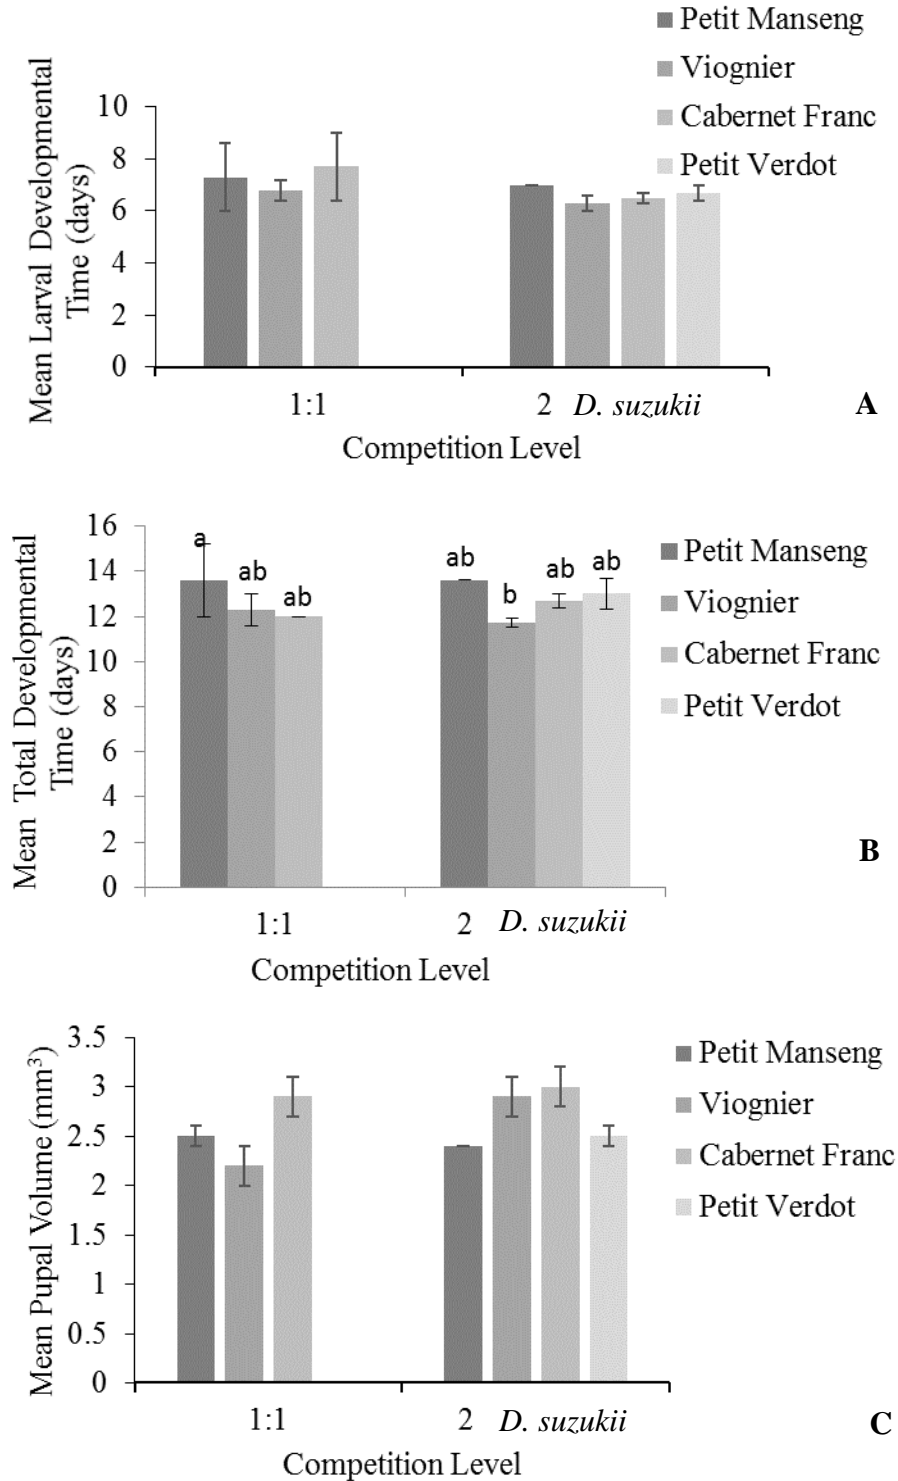 Petit Manseng
Viognier
Cabernet Franc
Petit Verdot
Mean Larval Developmental
Time (days)
10
8
6
4
2
0
1:1
2 D. suzukii
A
Competition Level
Mean Total Developmental
Time (days)
16
14
12
10
8
6
4
2
0
a
ab
ab
ab
b
ab
ab
Petit Manseng
Viognier
Cabernet Franc
Petit Verdot
B
1:1
2 D. suzukii
Competition Level
Mean Pupal Volume (mm³)
3.5
3
2.5
2
1.5
1
0.5
0
Petit Manseng
Viognier
Cabernet Franc
Petit Verdot
1:1
2 D. suzukii
C
Competition Level